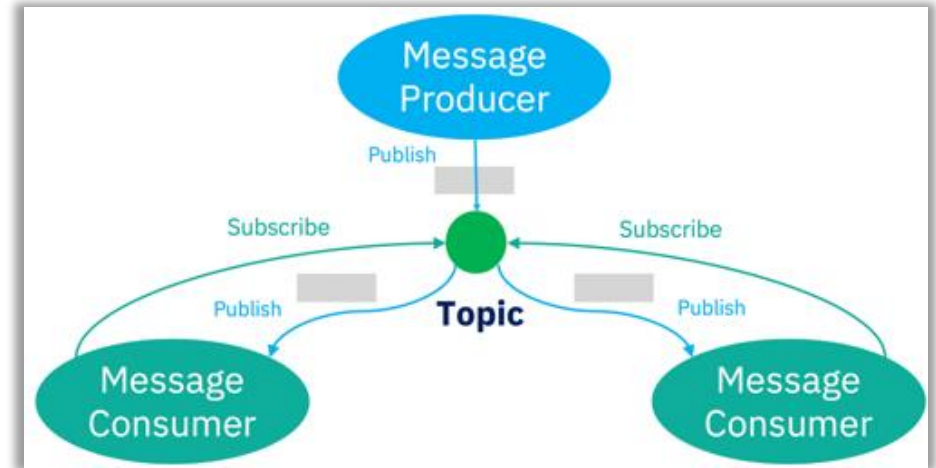 Message
Producer
Publish
Subscribe
Subscribe
Publish
Topic
Publish
Message
Consumer
Message
Consumer